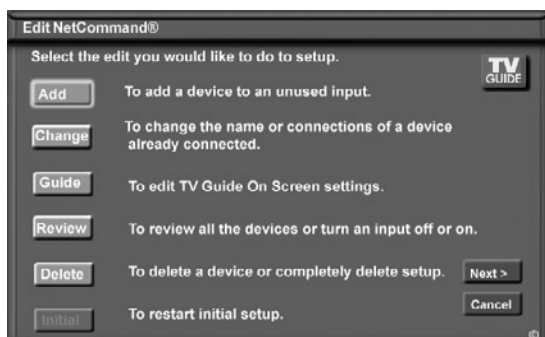 Edit NetCommand®
Select the edit you would like to do to setup.
TV
GUIDE
Add
To add a device to an unused input.
Change
To change the name or connections of a device
already connected.
Guide
To edit TV Guide On Screen settings.
Review
To review all the devices or turn an input off or on.
Delete
To delete a device or completely delete setup.
Next >
Initial
To restart initial setup.
Cancel
©